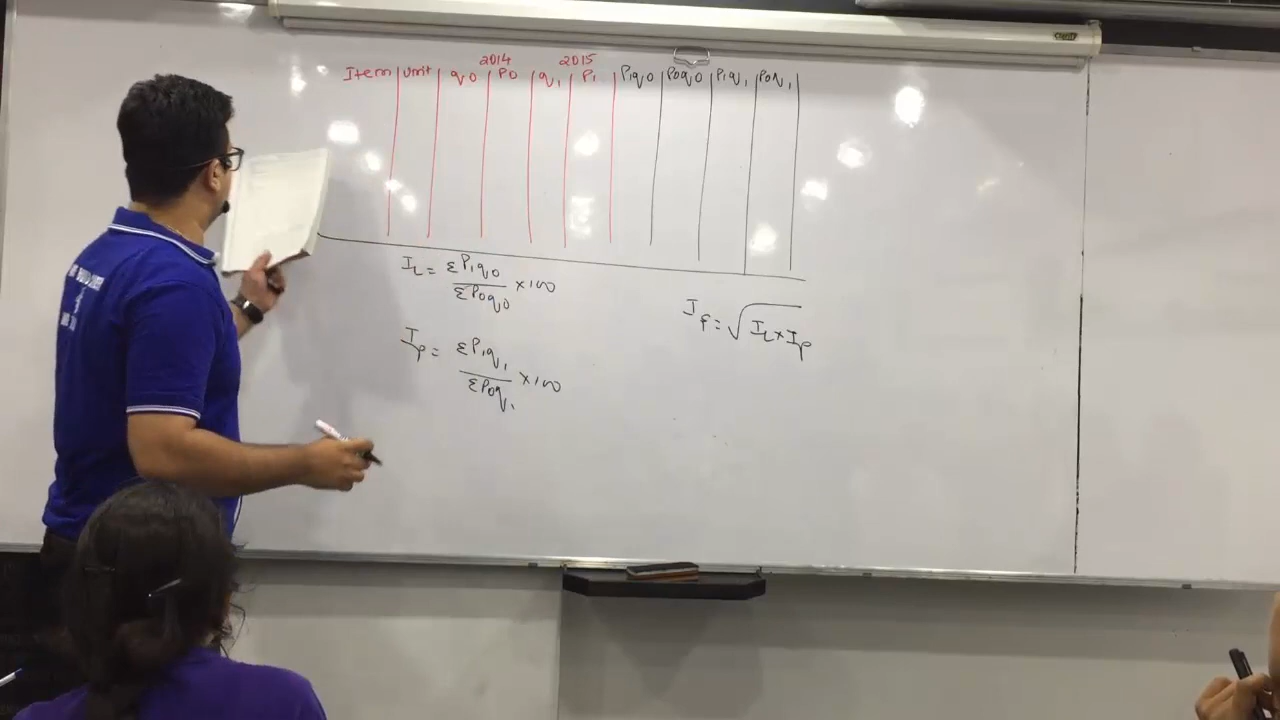 2014 2015
Item unit q0 P0 q1 P1 P1q0 P0q0 P1q1 P0q1
IL = ΣP1q0 / ΣP0q0 × 100
IF = √IL × IP
IP = ΣP1q1 / ΣP0q1 × 100